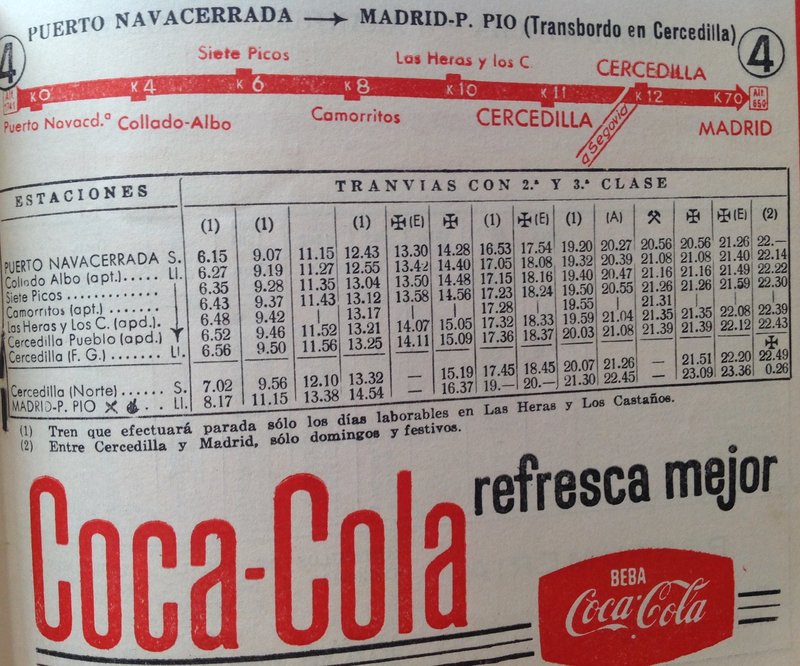 PUERTO NAVACERRADA → MADRID-P. PIO (Transbordo en Cercedilla)
4
4
Siete Picos
Las Heras y los C.
CERCEDILLA
Alt
K0 K4 K6 K8 K10 K11 K12 K70
Alt 650
Puerto Navacd.ª
Collado-Albo
Camorritos
CERCEDILLA
a Segovia
MADRID
ESTACIONES
TRANVIAS CON 2.ª Y 3.ª CLASE
(1) (1) (1) ✠(E) ✠ (1) ✠(E) (1) (A) ⚒ ✠ ✠(E) (2)
PUERTO NAVACERRADA S. 6.15 9.07 11.15 12.43 13.30 14.28 16.53 17.54 19.20 20.27 20.56 20.56 21.26 22.—
Collado Albo (apt.)..... Ll. 6.27 9.19 11.27 12.55 13.42 14.40 17.05 18.08 19.32 20.39 21.08 21.08 21.40 22.14
Siete Picos ............ 6.35 9.28 11.35 13.04 13.50 14.48 17.15 18.16 19.40 20.47 21.16 21.16 21.49 22.22
Camorritos (apt.) ....... 6.43 9.37 11.43 13.12 13.58 14.56 17.23 18.24 19.50 20.55 21.26 21.26 21.59 22.30
Las Heras y Los C. (apd.). 6.48 9.42 | 13.17 | | 17.28 | 19.55 | 21.31 | | |
Cercedilla Pueblo (apd.) 6.52 9.46 11.52 13.21 14.07 15.05 17.32 18.33 19.59 21.04 21.35 21.35 22.08 22.39
Cercedilla (F. G.) ....... Ll. 6.56 9.50 11.56 13.25 14.11 15.09 17.36 18.37 20.03 21.08 21.39 21.39 22.12 22.43
✠
Cercedilla (Norte) ...... S. 7.02 9.56 12.10 13.32 — 15.19 17.45 18.45 20.07 21.26 — 21.51 22.20 22.49
MADRID-P. PIO .. Ll. 8.17 11.15 13.38 14.54 — 16.37 19.— 20.— 21.30 22.45 — 23.09 23.36 0.26
(1) Tren que efectuará parada sólo los días laborables en Las Heras y Los Castaños.
(2) Entre Cercedilla y Madrid, sólo domingos y festivos.
Coca-Cola refresca mejor
BEBA
Coca-Cola